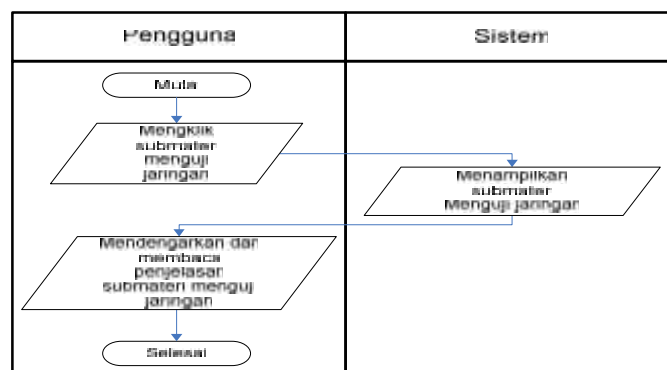 Pengguna
Sistem
Mulai
Mengklik
submateri
menguji
jaringan
Menampilkan
submateri
Menguji jaringan
Mendengarkan dan
membaca
penjelasan
submateri menguji
jaringan
Selesai